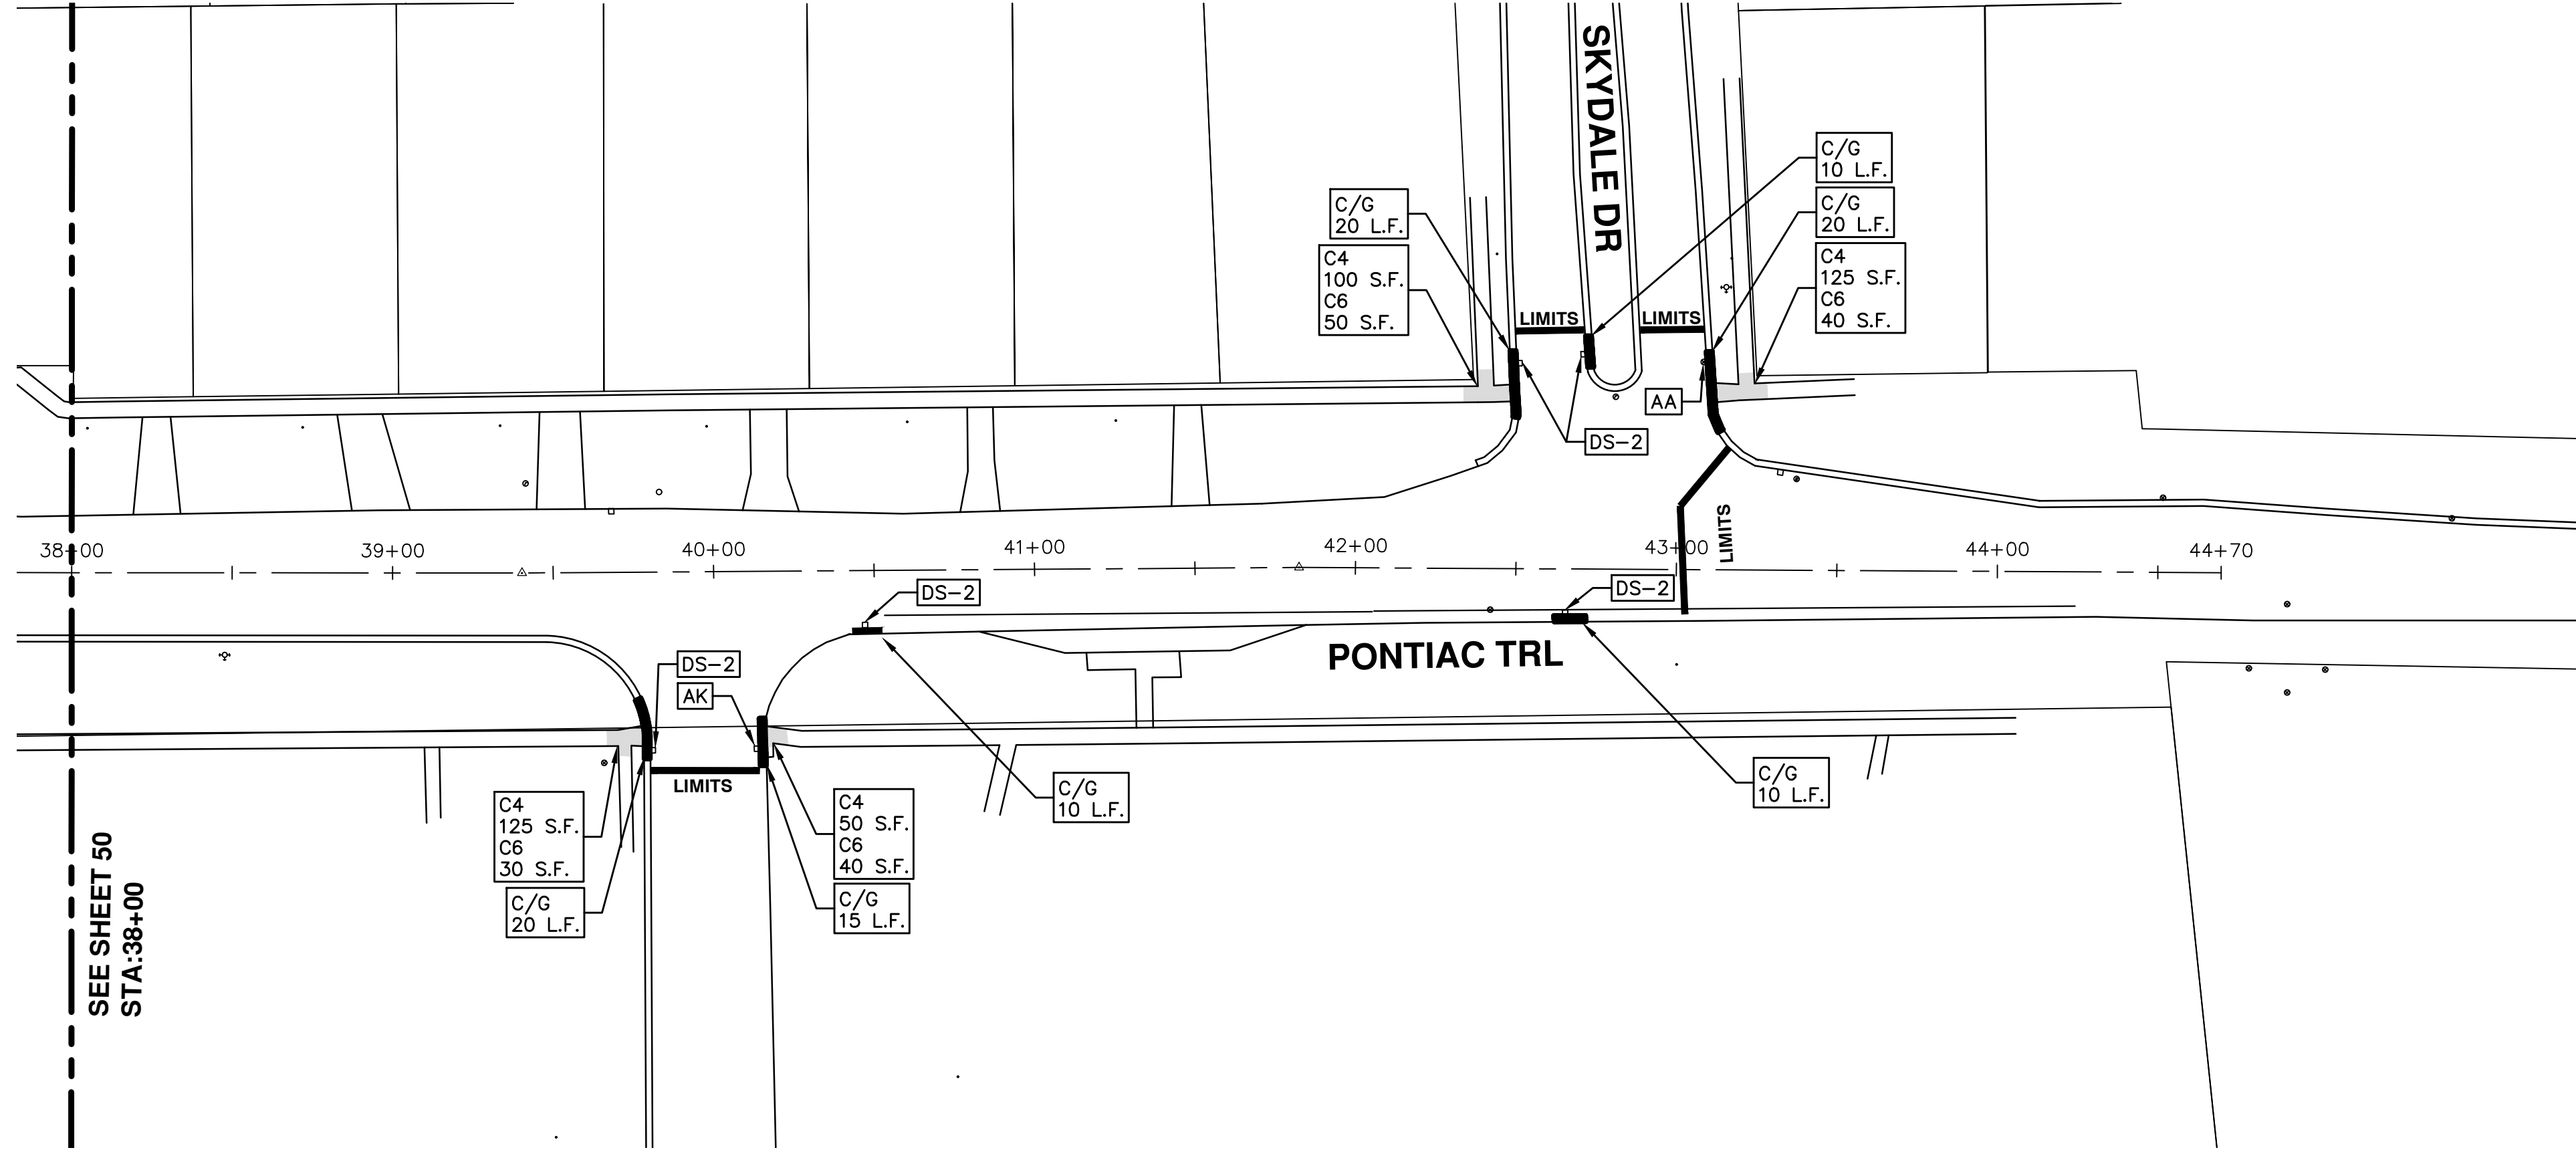 SKYDALE DR
C/G
10 L.F.
C/G
20 L.F.
C/G
20 L.F.
C4
100 S.F.
C6
50 S.F.
C4
125 S.F.
C6
40 S.F.
LIMITS
LIMITS
AA
DS-2
LIMITS
38+00
39+00
40+00
41+00
42+00
43+00
44+00
44+70
DS-2
DS-2
PONTIAC TRL
DS-2
AK
LIMITS
C/G
10 L.F.
C/G
10 L.F.
C4
125 S.F.
C6
30 S.F.
C/G
20 L.F.
C4
50 S.F.
C6
40 S.F.
C/G
15 L.F.
SEE SHEET 50
STA:38+00